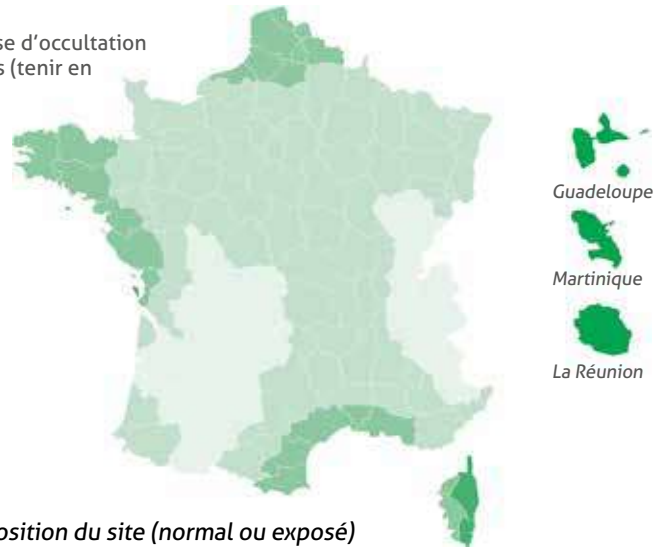 se d’occultation
s (tenir en
Guadeloupe
Martinique
La Réunion
osition du site (normal ou exposé)